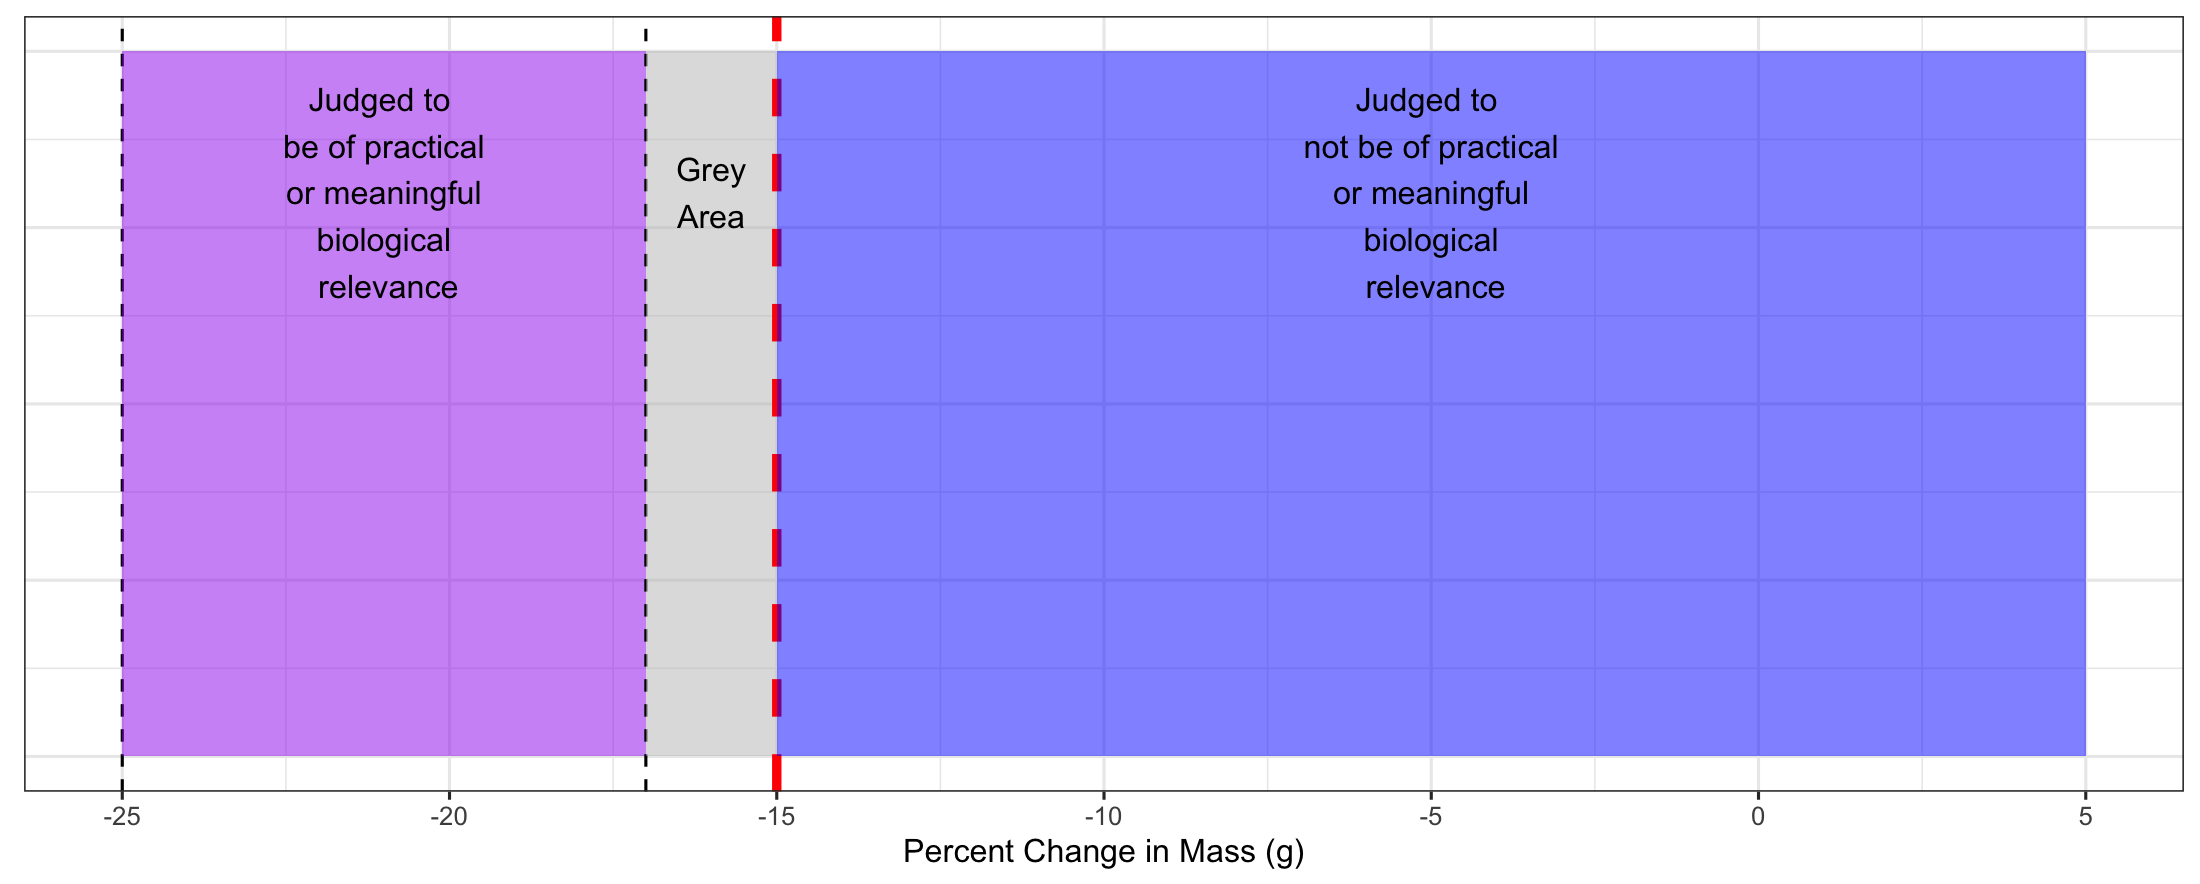 Judged to
be of practical
or meaningful
biological
relevance
Grey
Area
Judged to
not be of practical
or meaningful
biological
relevance
-25
-20
-15
-10
-5
0
5
Percent Change in Mass (g)